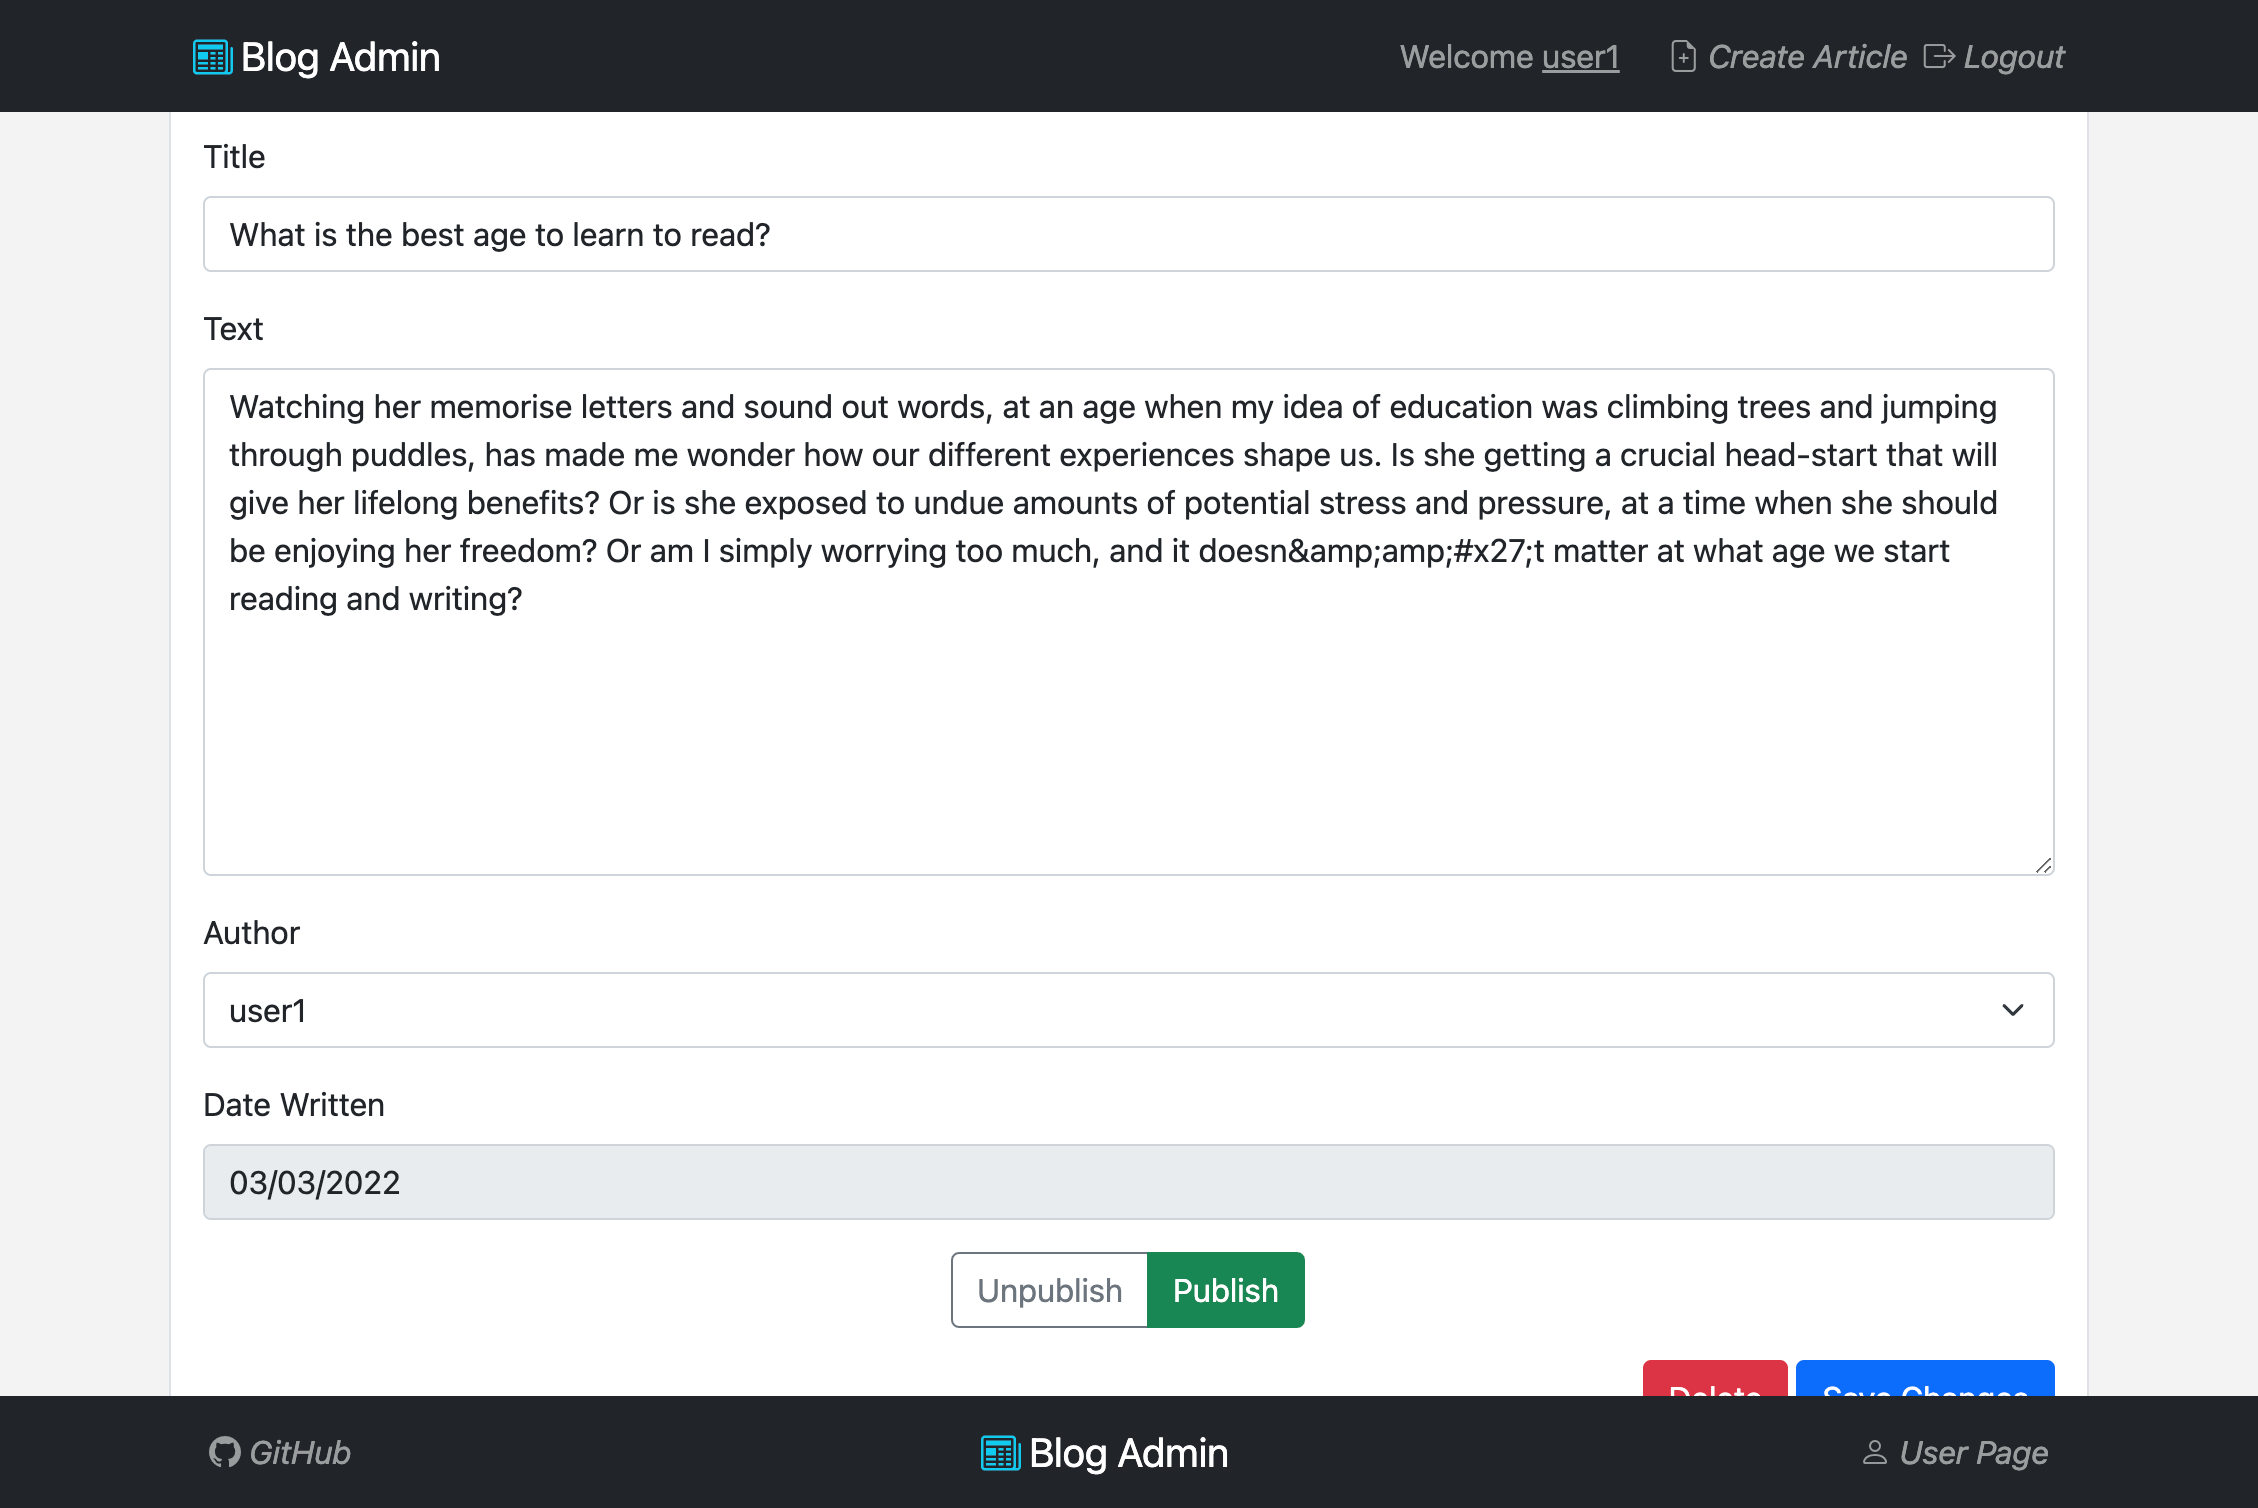 Blog Admin
Welcome user1 Create Article Logout
Title
What is the best age to learn to read?
Text
Watching her memorise letters and sound out words, at an age when my idea of education was climbing trees and jumping
through puddles, has made me wonder how our different experiences shape us. Is she getting a crucial head-start that will
give her lifelong benefits? Or is she exposed to undue amounts of potential stress and pressure, at a time when she should
be enjoying her freedom? Or am I simply worrying too much, and it doesn&amp;amp;#x27;t matter at what age we start
reading and writing?
Author
user1
Date Written
03/03/2022
Unpublish Publish
Delete Save Changes
GitHub Blog Admin User Page